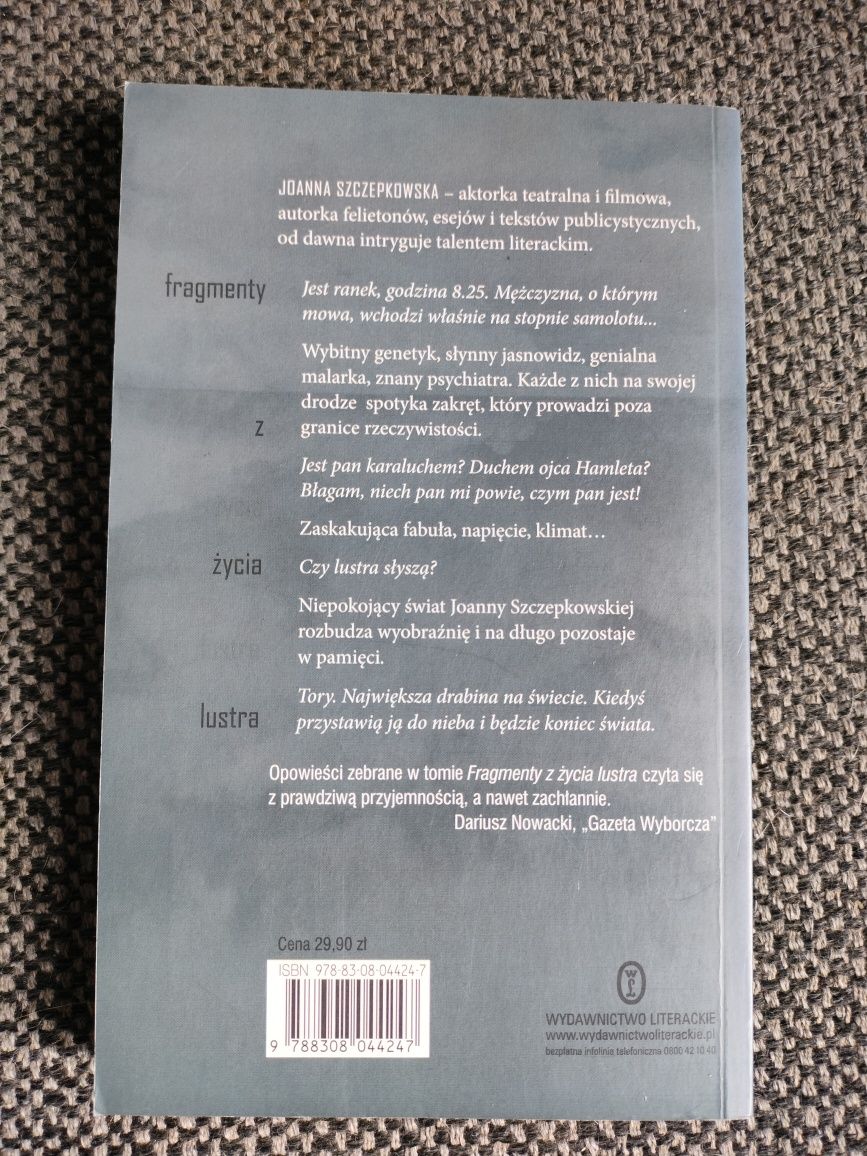 JOANNA SZCZEPKOWSKA – aktorka teatralna i filmowa,
autorka felietonów, esejów i tekstów publicystycznych,
od dawna intryguje talentem literackim.
fragmenty
Jest ranek, godzina 8.25. Mężczyzna, o którym
mowa, wchodzi właśnie na stopnie samolotu...
Wybitny genetyk, słynny jasnowidz, genialna
malarka, znany psychiatra. Każde z nich na swojej
drodze spotyka zakręt, który prowadzi poza
z
granice rzeczywistości.
Jest pan karaluchem? Duchem ojca Hamleta?
Błagam, niech pan mi powie, czym pan jest!
Zaskakująca fabuła, napięcie, klimat…
życia
Czy lustra słyszą?
Niepokojący świat Joanny Szczepkowskiej
rozbudza wyobraźnię i na długo pozostaje
w pamięci.
Tory. Największa drabina na świecie. Kiedyś
lustra
przystawią ją do nieba i będzie koniec świata.
Opowieści zebrane w tomie Fragmenty z życia lustra czyta się
z prawdziwą przyjemnością, a nawet zachłannie.
Dariusz Nowacki, „Gazeta Wyborcza”
Cena 29,90 zł
ISBN 978-83-08-04424-7
9 788308 044247
WYDAWNICTWO LITERACKIE
www.wydawnictwoliterackie.pl
bezpłatna infolinia telefoniczna 0800 42 10 40